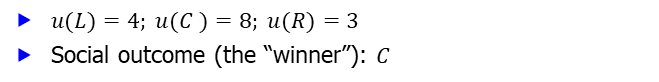 ► u(L) = 4; u(C ) = 8; u(R) = 3
► Social outcome (the “winner”): C